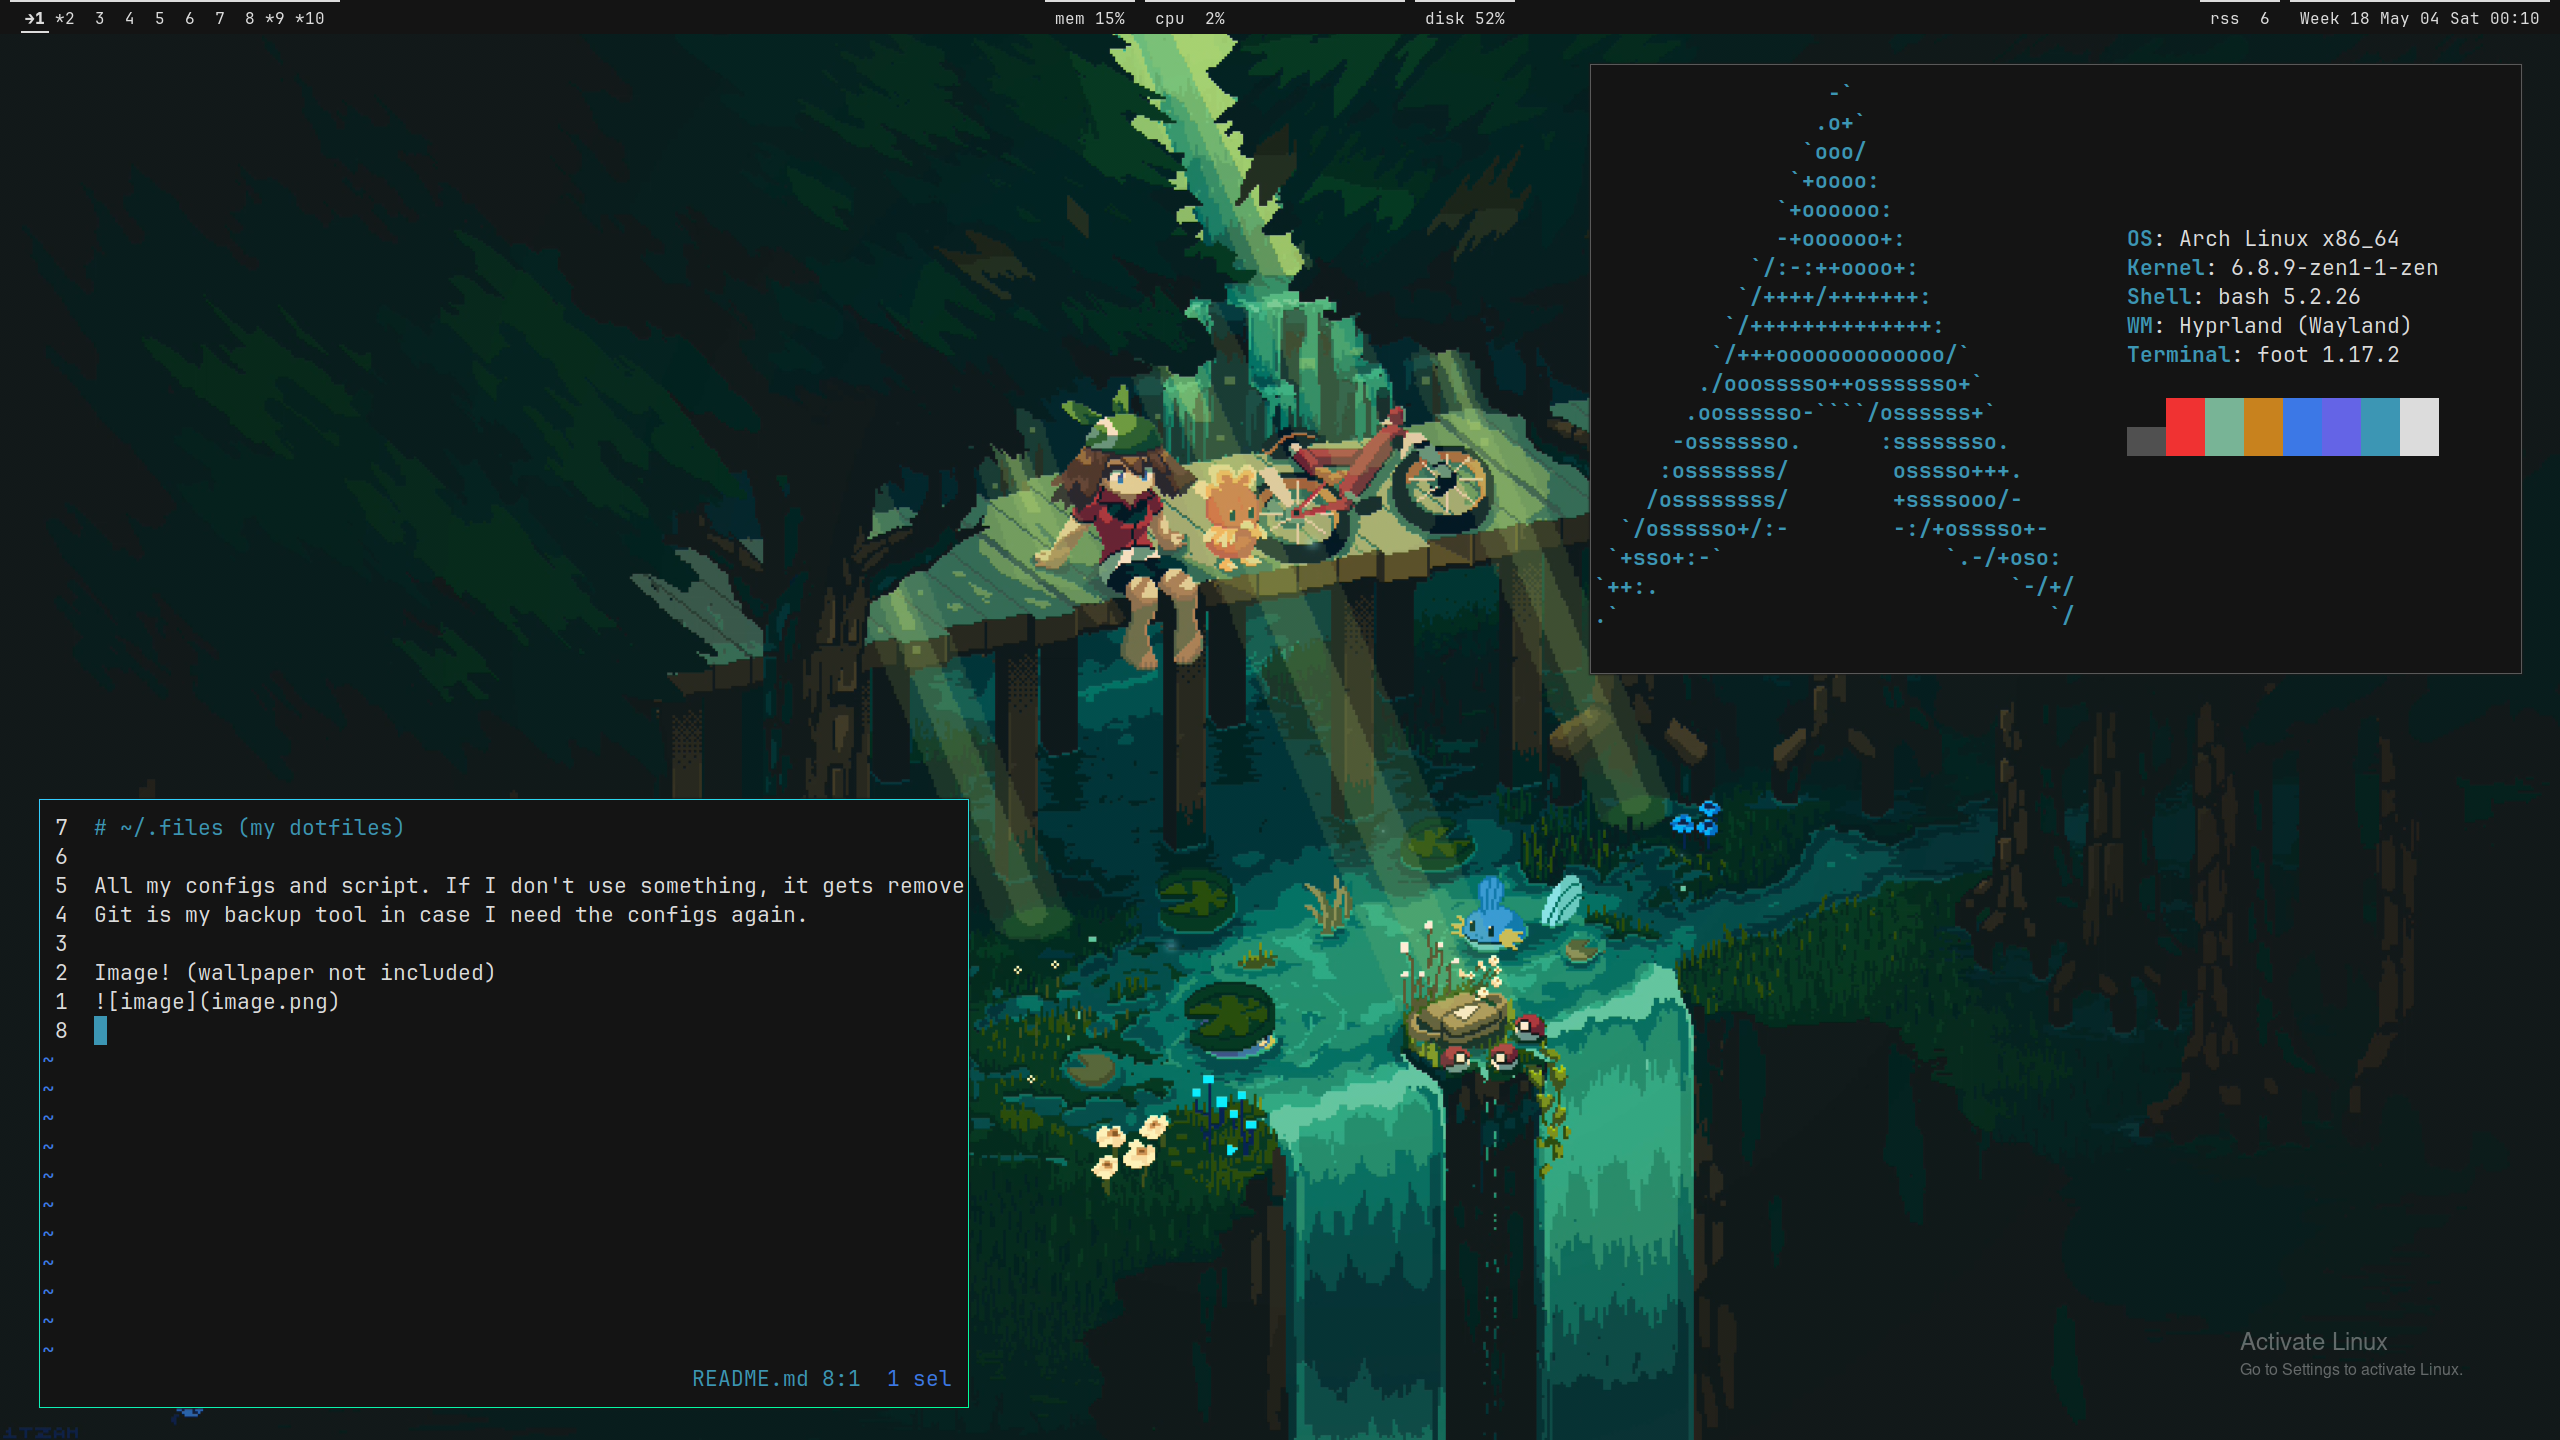 →1 *2 3 4 5 6 7 8 *9 *10
mem 15% cpu 2% disk 52%
rss 6 Week 18 May 04 Sat 00:10
-`
.o+`
`ooo/
`+oooo:
`+oooooo:
-+oooooo+:
`/:-:++oooo+:
`/++++/+++++++:
`/++++++++++++++:
`/+++ooooooooooooo/`
./ooosssso++osssssso+`
.oossssso-````/ossssss+`
-osssssso. :ssssssso.
:osssssss/ osssso+++.
/ossssssss/ +ssssooo/-
`/ossssso+/:- -:/+osssso+-
`+sso+:-` `.-/+oso:
`++:. `-/+/
.` `/
OS: Arch Linux x86_64
Kernel: 6.8.9-zen1-1-zen
Shell: bash 5.2.26
WM: Hyprland (Wayland)
Terminal: foot 1.17.2
7 # ~/.files (my dotfiles)
6
5 All my configs and script. If I don't use something, it gets remove
4 Git is my backup tool in case I need the configs again.
3
2 Image! (wallpaper not included)
1 ![image](image.png)
8
~
~
~
~
~
~
~
~
~
~
~
README.md 8:1 1 sel
Activate Linux
Go to Settings to activate Linux.